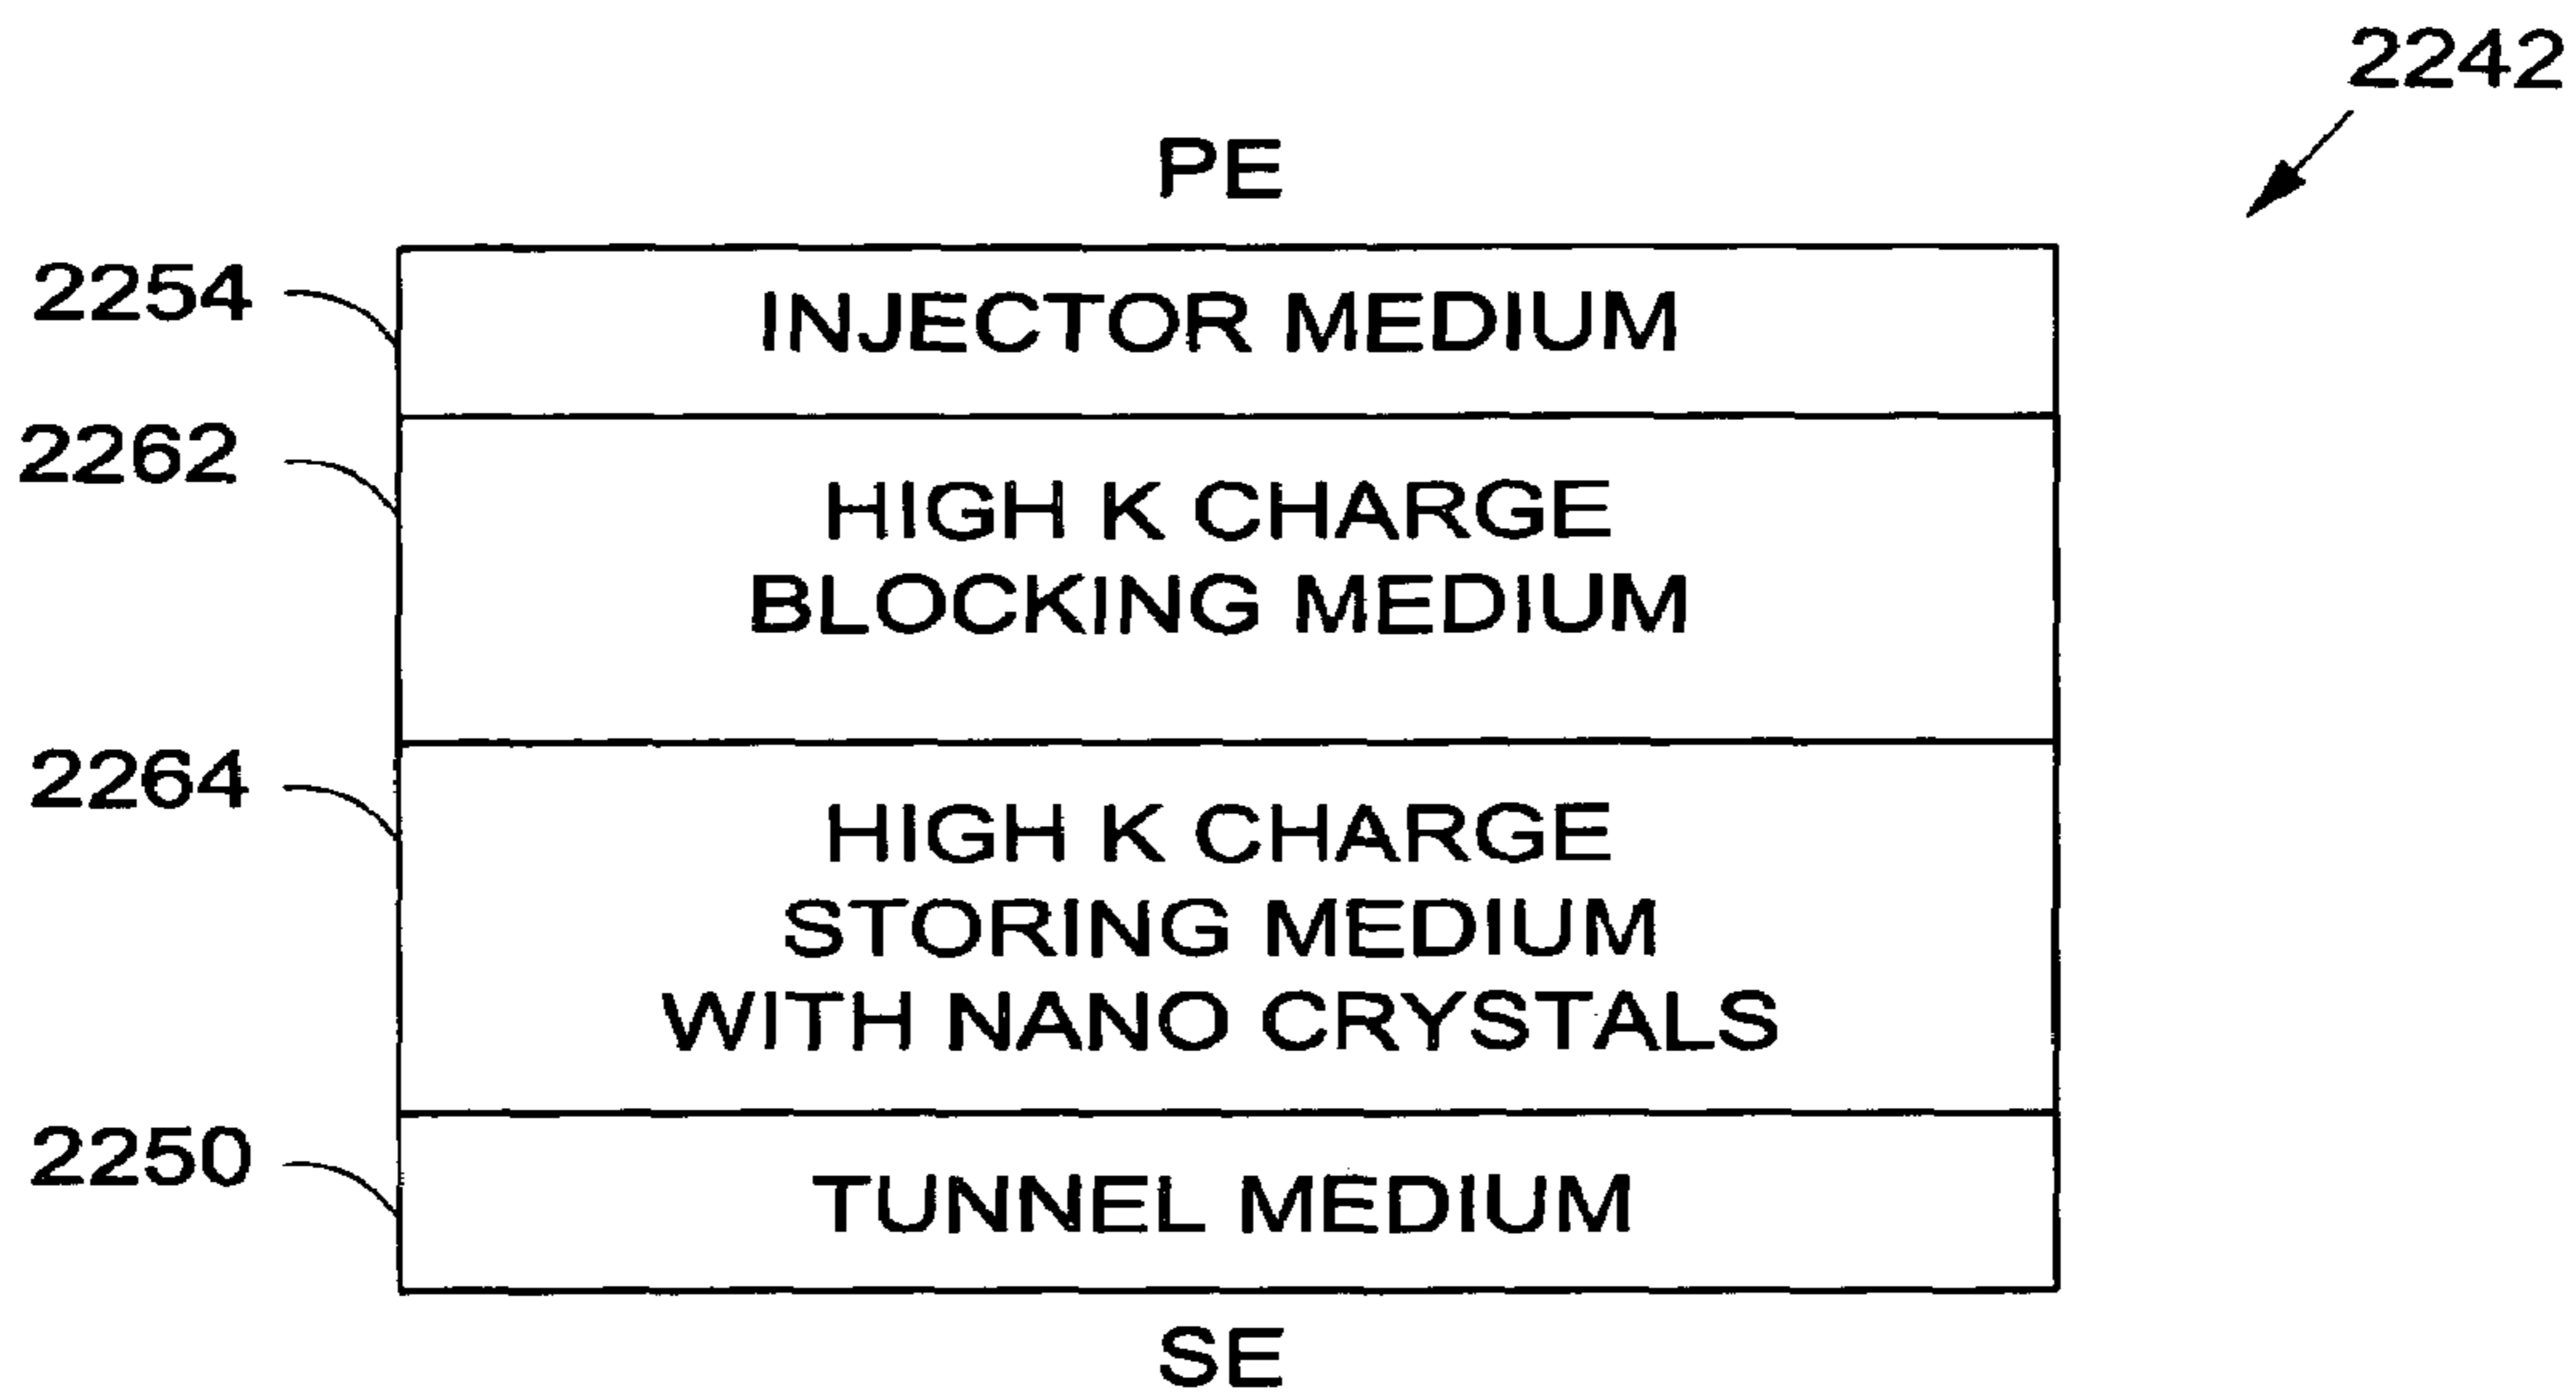 2242
PE
2254
INJECTOR MEDIUM
2262
HIGH K CHARGE
BLOCKING MEDIUM
2264
HIGH K CHARGE
STORING MEDIUM
WITH NANO CRYSTALS
2250
TUNNEL MEDIUM
SE